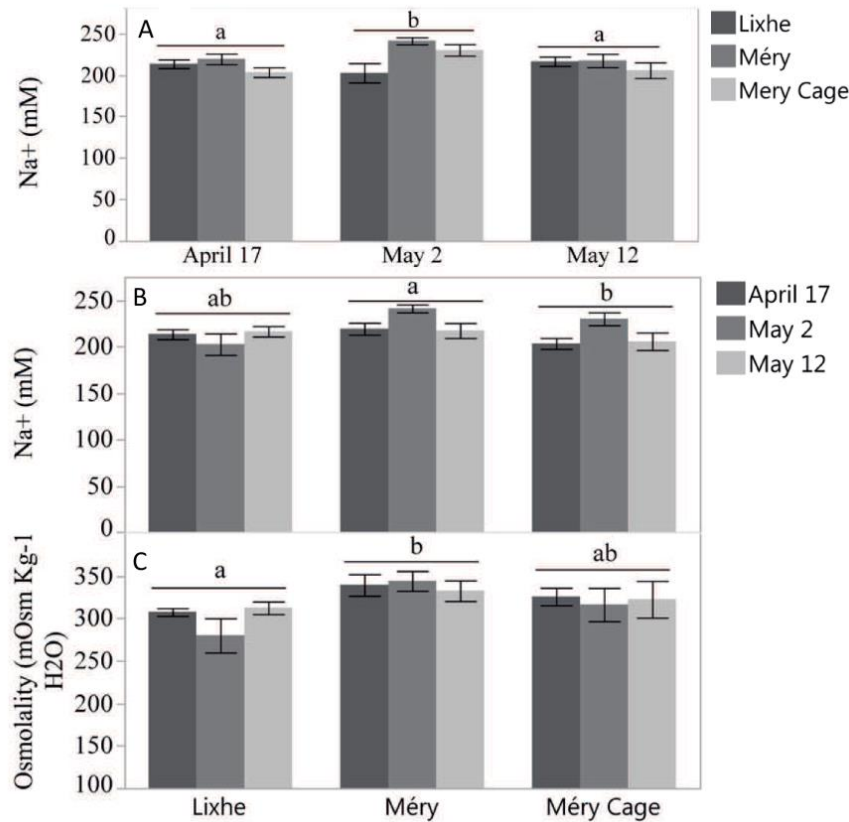 A
Na+ (mM)
250
200
150
100
50
0
a
b
a
April 17
May 2
May 12
Lixhe
Méry
Mery Cage
B
Na+ (mM)
250
200
150
100
50
0
ab
a
b
April 17
May 2
May 12
C
Osmolality (mOsm Kg-1
H2O)
350
300
250
200
150
100
a
b
ab
Lixhe
Méry
Méry Cage